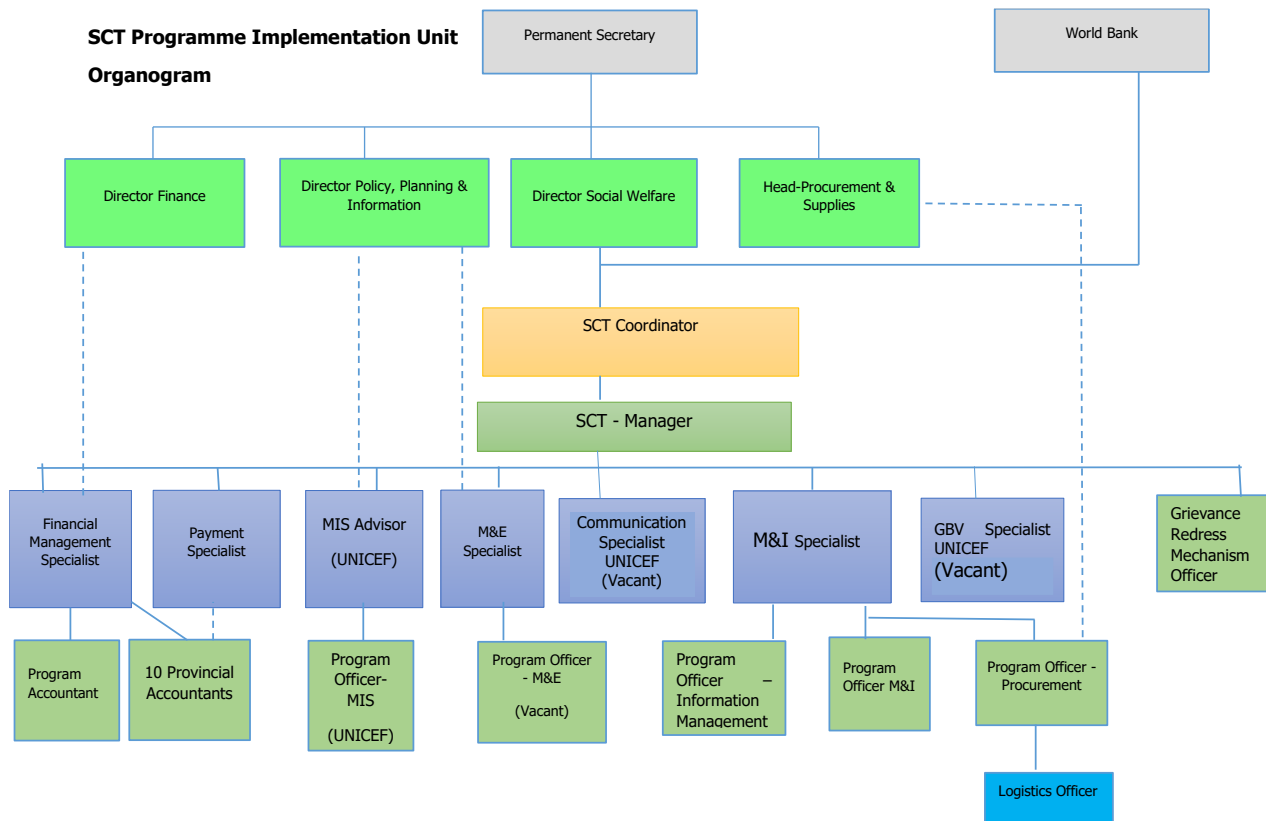 SCT Programme Implementation Unit
Organogram
Permanent Secretary
World Bank
Director Finance
Director Policy, Planning &
Information
Director Social Welfare
Head-Procurement &
Supplies
SCT Coordinator
SCT - Manager
Financial
Management
Specialist
Payment
Specialist
MIS Advisor
(UNICEF)
M&E
Specialist
Communication
Specialist
UNICEF
(Vacant)
M&I Specialist
GBV Specialist
UNICEF
(Vacant)
Grievance
Redress
Mechanism
Officer
Program
Accountant
10 Provincial
Accountants
Program
Officer-
MIS
(UNICEF)
Program Officer
- M&E
(Vacant)
Program
Officer –
Information
Management
Program
Officer M&I
Program Officer -
Procurement
Logistics Officer